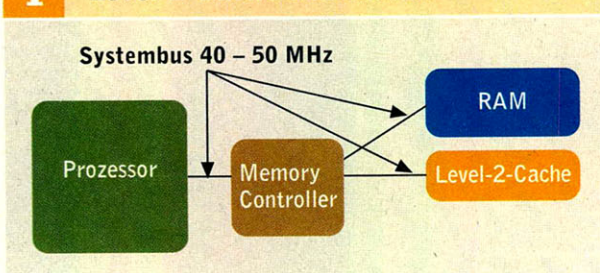 Systembus 40 – 50 MHz
RAM
Prozessor
Memory
Controller
Level-2-Cache